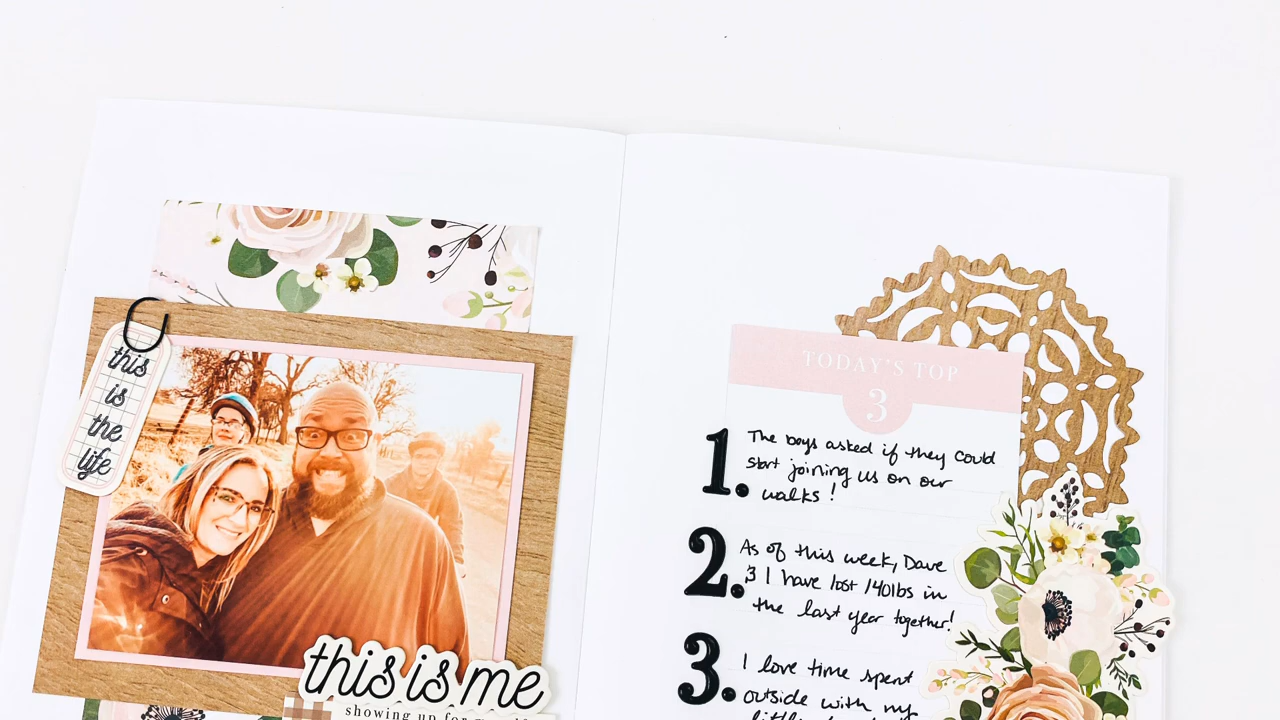 this
is
the
life
this is me
showing up for
TODAY'S TOP
3
1. The boys asked if they could
start joining us on our
walks!
2. As of this week, Dave
& I have lost 140lbs in
the last year together!
3. I love time spent
outside with my